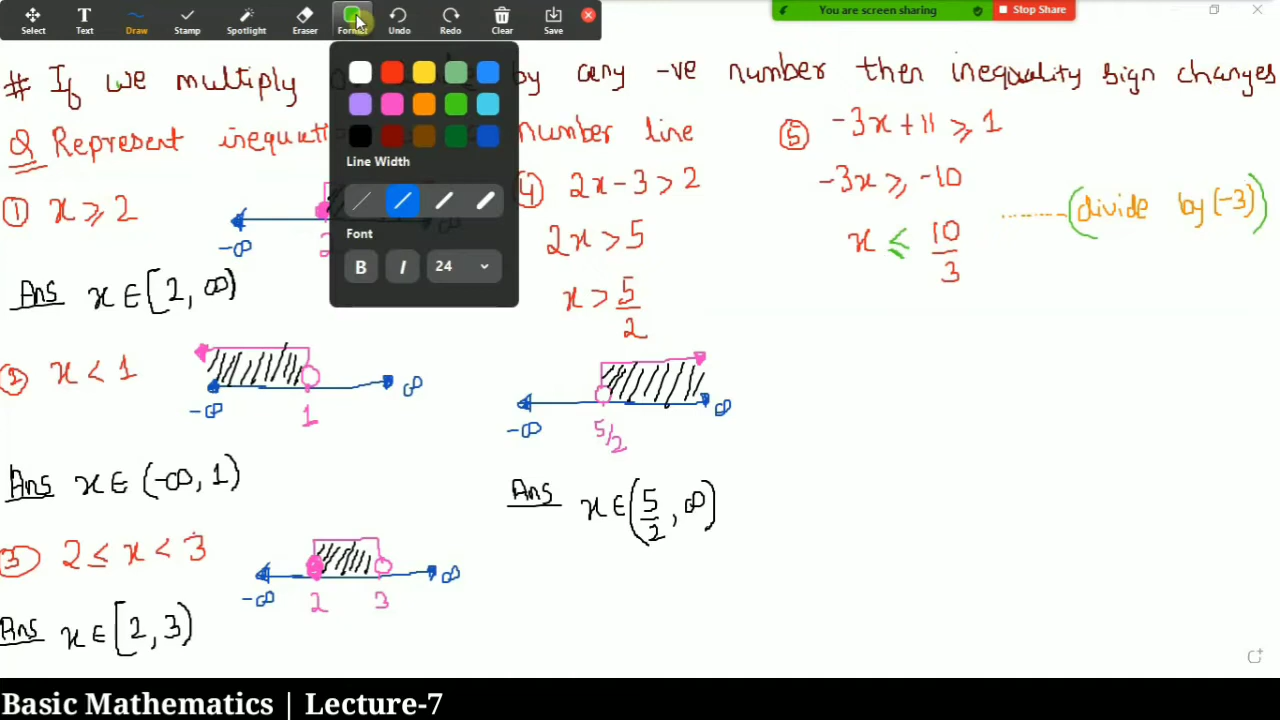 Select Text Draw Stamp Spotlight Eraser Format Undo Redo Clear Save
You are screen sharing Stop Share
# If we multiply by any -ve number then inequality sign changes
Line Width
Font
B I 24
Q Represent number line
① x ≥ 2
-∞
Ans x ∈ [2, ∞)
② x < 1
-∞ 1 ∞
Ans x ∈ (-∞, 1)
③ 2 ≤ x < 3
-∞ 2 3 ∞
Ans x ∈ [2, 3)
④ 2x - 3 > 2
2x > 5
x > 5/2
-∞ 5/2 ∞
Ans x ∈ (5/2, ∞)
⑤ -3x + 11 ≥ 1
-3x ≥ -10 ........ (divide by (-3))
x ≤ 10/3
Basic Mathematics | Lecture-7